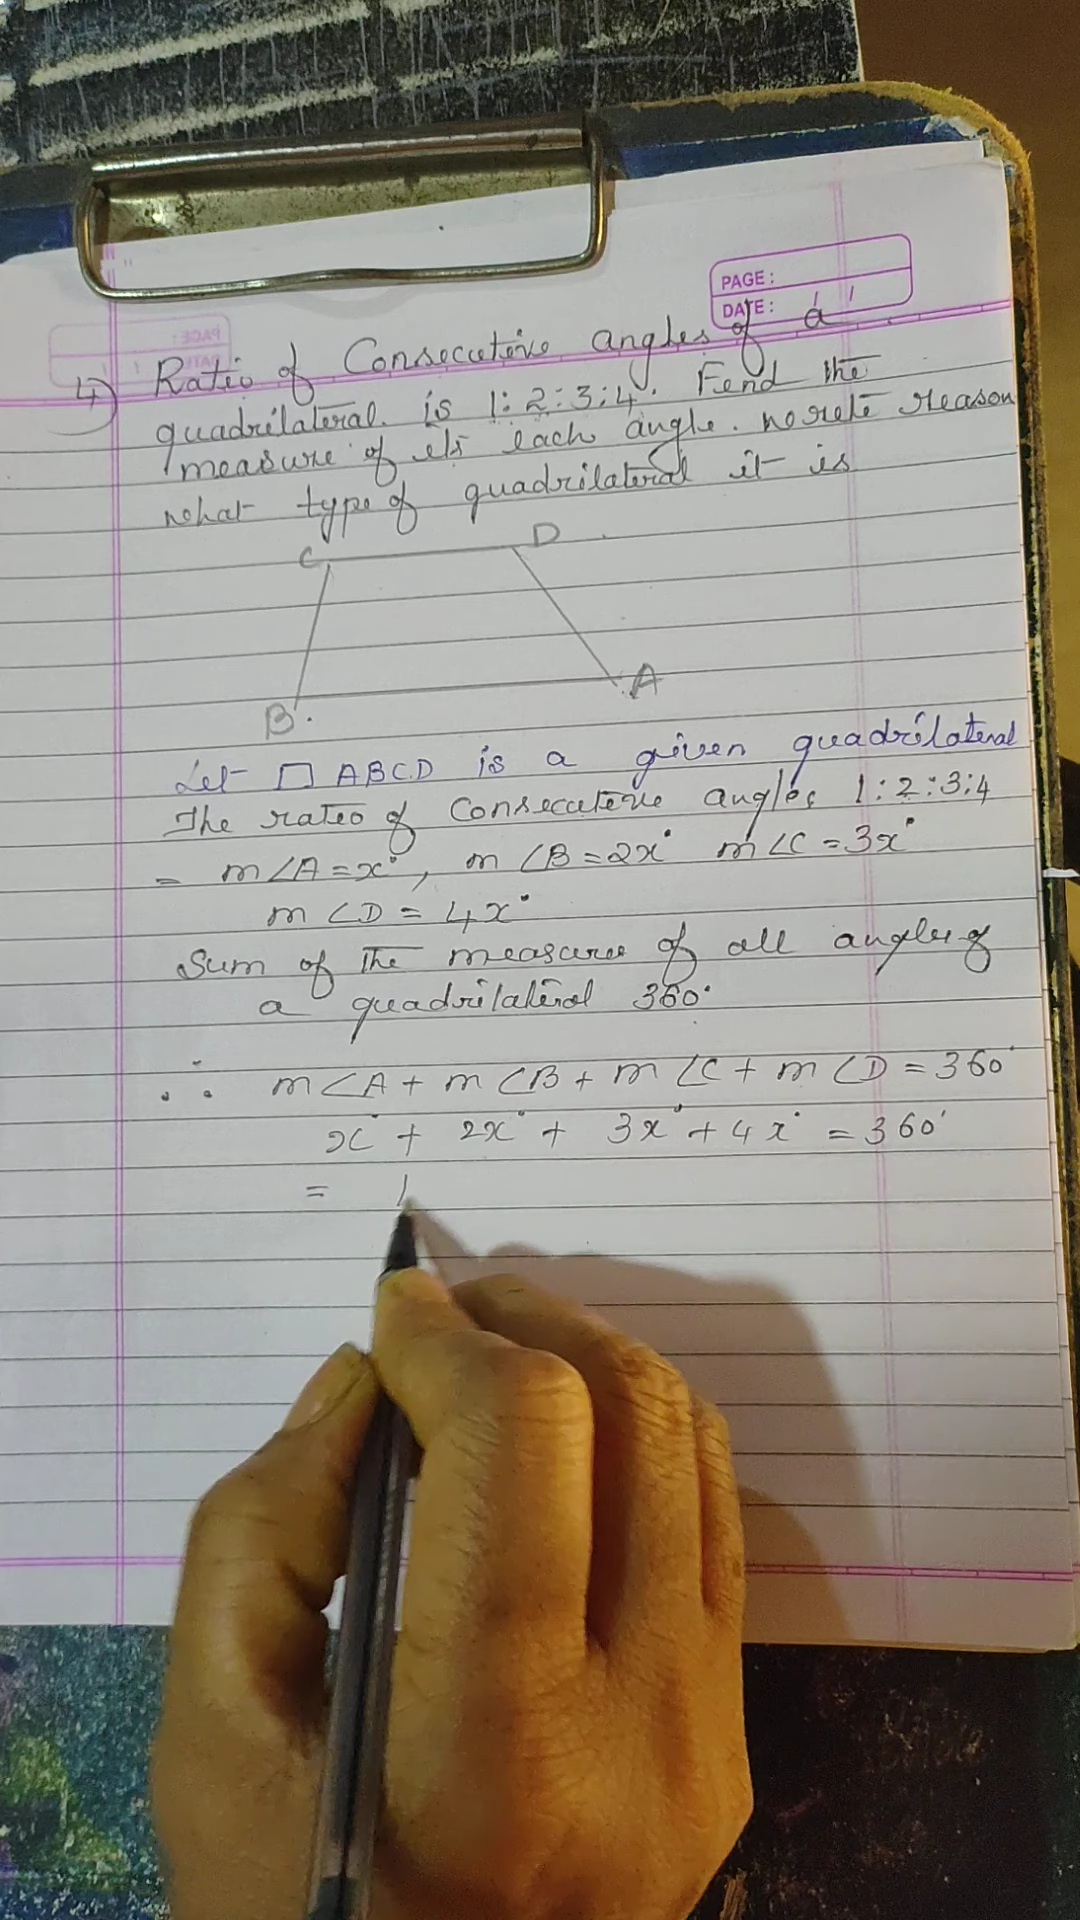 PAGE:
DATE:
4) Ratio of Consecutive angles of a
quadrilateral is 1:2:3:4. Find the
measure of its each angle. write reason
what type of quadrilateral it is
C D
B. A
Let □ ABCD is a given quadrilateral
The ratio of Consecutive angles 1:2:3:4
= m∠A = x°, m∠B = 2x° m∠C = 3x°
m∠D = 4x°
Sum of the measures of all angles of
a quadrilateral 360°
∴ m∠A + m∠B + m∠C + m∠D = 360°
x° + 2x° + 3x° + 4x° = 360°
= 1